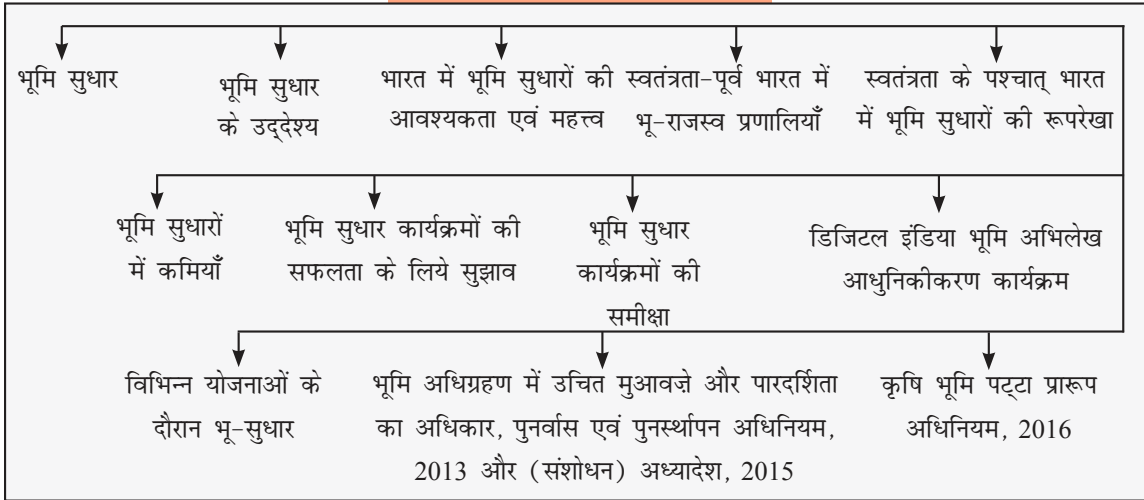 भूमि सुधार
भूमि सुधार
के उद्देश्य
भारत में भूमि सुधारों की
आवश्यकता एवं महत्त्व
स्वतंत्रता-पूर्व भारत में
भू-राजस्व प्रणालियाँ
स्वतंत्रता के पश्चात् भारत
में भूमि सुधारों की रूपरेखा
भूमि सुधारों
में कमियाँ
भूमि सुधार कार्यक्रमों की
सफलता के लिये सुझाव
भूमि सुधार
कार्यक्रमों की
समीक्षा
डिजिटल इंडिया भूमि अभिलेख
आधुनिकीकरण कार्यक्रम
विभिन्न योजनाओं के
दौरान भू-सुधार
भूमि अधिग्रहण में उचित मुआवज़े और पारदर्शिता
का अधिकार, पुनर्वास एवं पुनर्स्थापन अधिनियम,
2013 और (संशोधन) अध्यादेश, 2015
कृषि भूमि पट्टा प्रारूप
अधिनियम, 2016